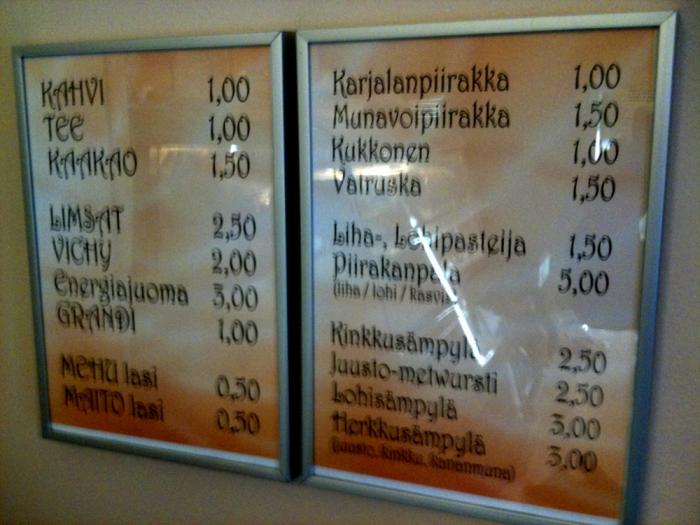 KAHVI 1,00
TEE 1,00
KAAKAO 1,50
LIMSAT 2,50
VICHY 2,00
Energiajuoma 3,00
GRANDI 1,00
MEHU lasi 0,50
MAITO lasi 0,50
Karjalanpiirakka 1,00
Munavoipiirakka 1,50
Kukkonen 1,00
Vatruska 1,50
Liha-, Lohipasteija 1,50
Piirakanpala 5,00
(liha / lohi / kasvis)
Kinkkusämpylä 2,50
Juusto-metwursti 2,50
Lohisämpylä 3,00
Herkkusämpylä 3,00
(juusto, kinkku, kananmuna)